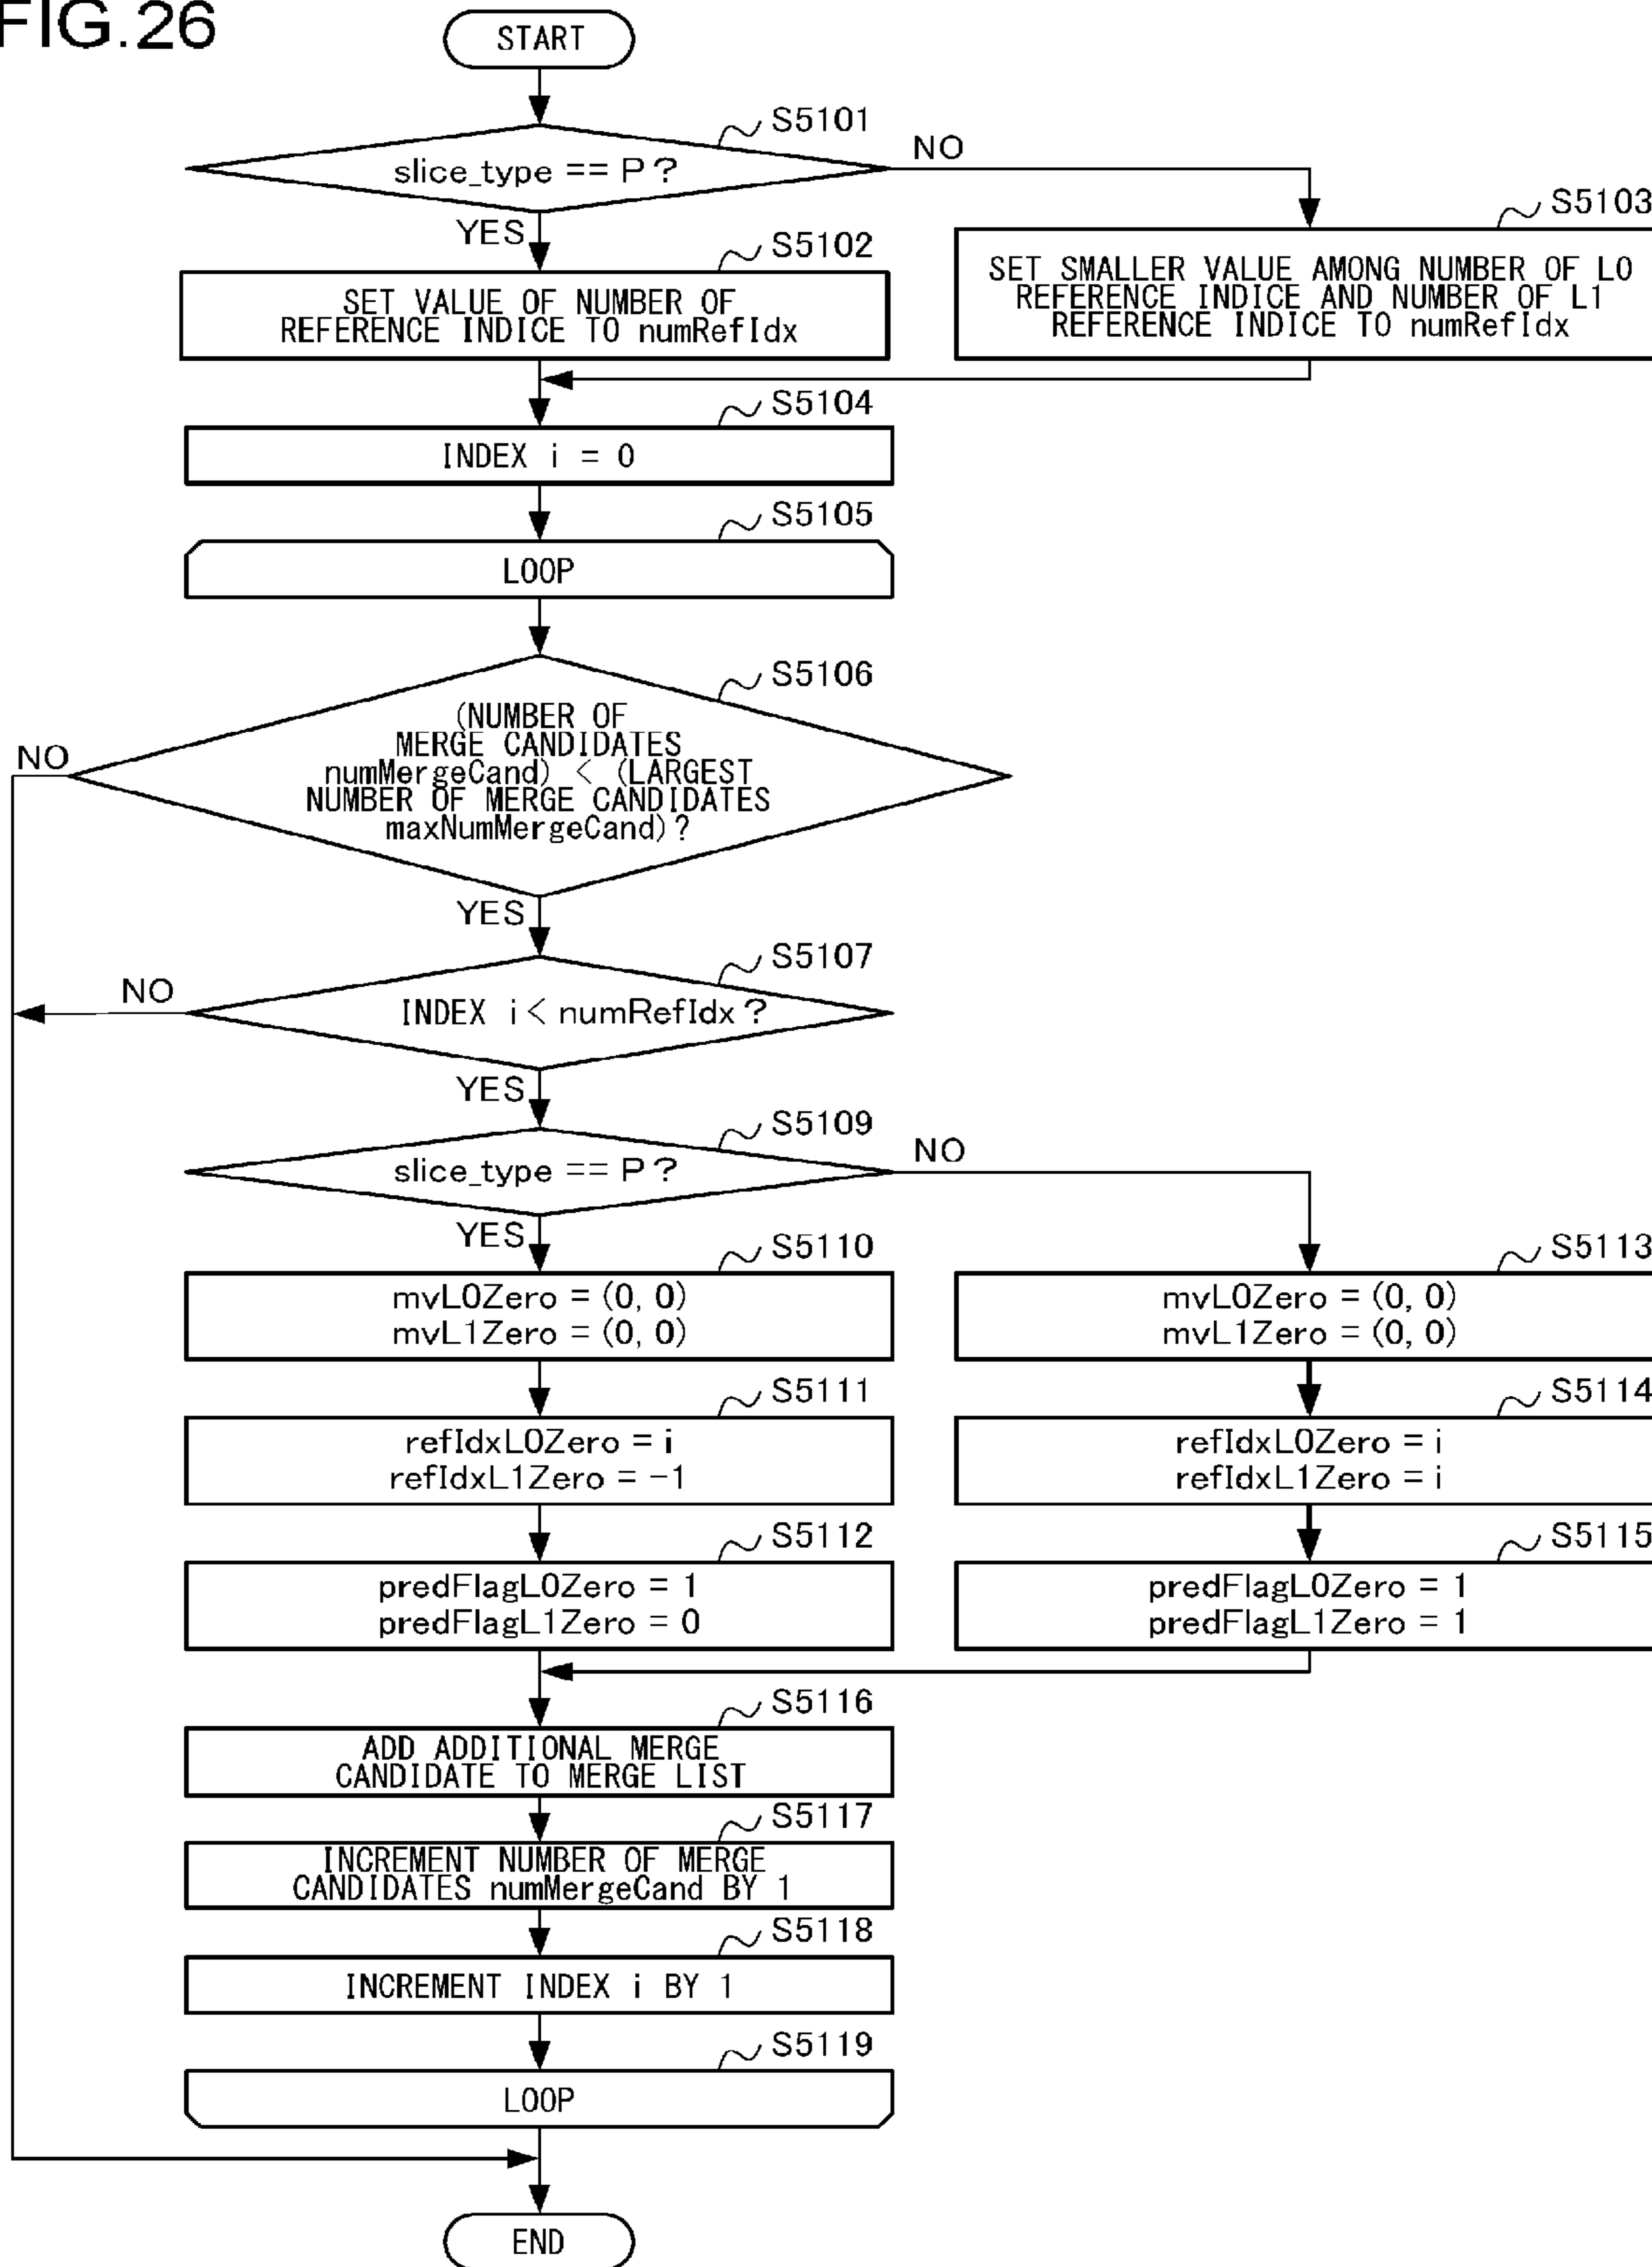 FIG.26
START
S5101
slice_type == P?
NO
YES
S5102
SET VALUE OF NUMBER OF
REFERENCE INDICE TO numRefIdx
S5103
SET SMALLER VALUE AMONG NUMBER OF L0
REFERENCE INDICE AND NUMBER OF L1
REFERENCE INDICE TO numRefIdx
S5104
INDEX i = 0
S5105
LOOP
S5106
(NUMBER OF
MERGE CANDIDATES
numMergeCand) < (LARGEST
NUMBER OF MERGE CANDIDATES
maxNumMergeCand)?
NO
YES
S5107
INDEX i < numRefIdx?
NO
YES
S5109
slice_type == P?
NO
YES
S5110
mvL0Zero = (0, 0)
mvL1Zero = (0, 0)
S5113
mvL0Zero = (0, 0)
mvL1Zero = (0, 0)
S5111
refIdxL0Zero = i
refIdxL1Zero = -1
S5114
refIdxL0Zero = i
refIdxL1Zero = i
S5112
predFlagL0Zero = 1
predFlagL1Zero = 0
S5115
predFlagL0Zero = 1
predFlagL1Zero = 1
S5116
ADD ADDITIONAL MERGE
CANDIDATE TO MERGE LIST
S5117
INCREMENT NUMBER OF MERGE
CANDIDATES numMergeCand BY 1
S5118
INCREMENT INDEX i BY 1
S5119
LOOP
END